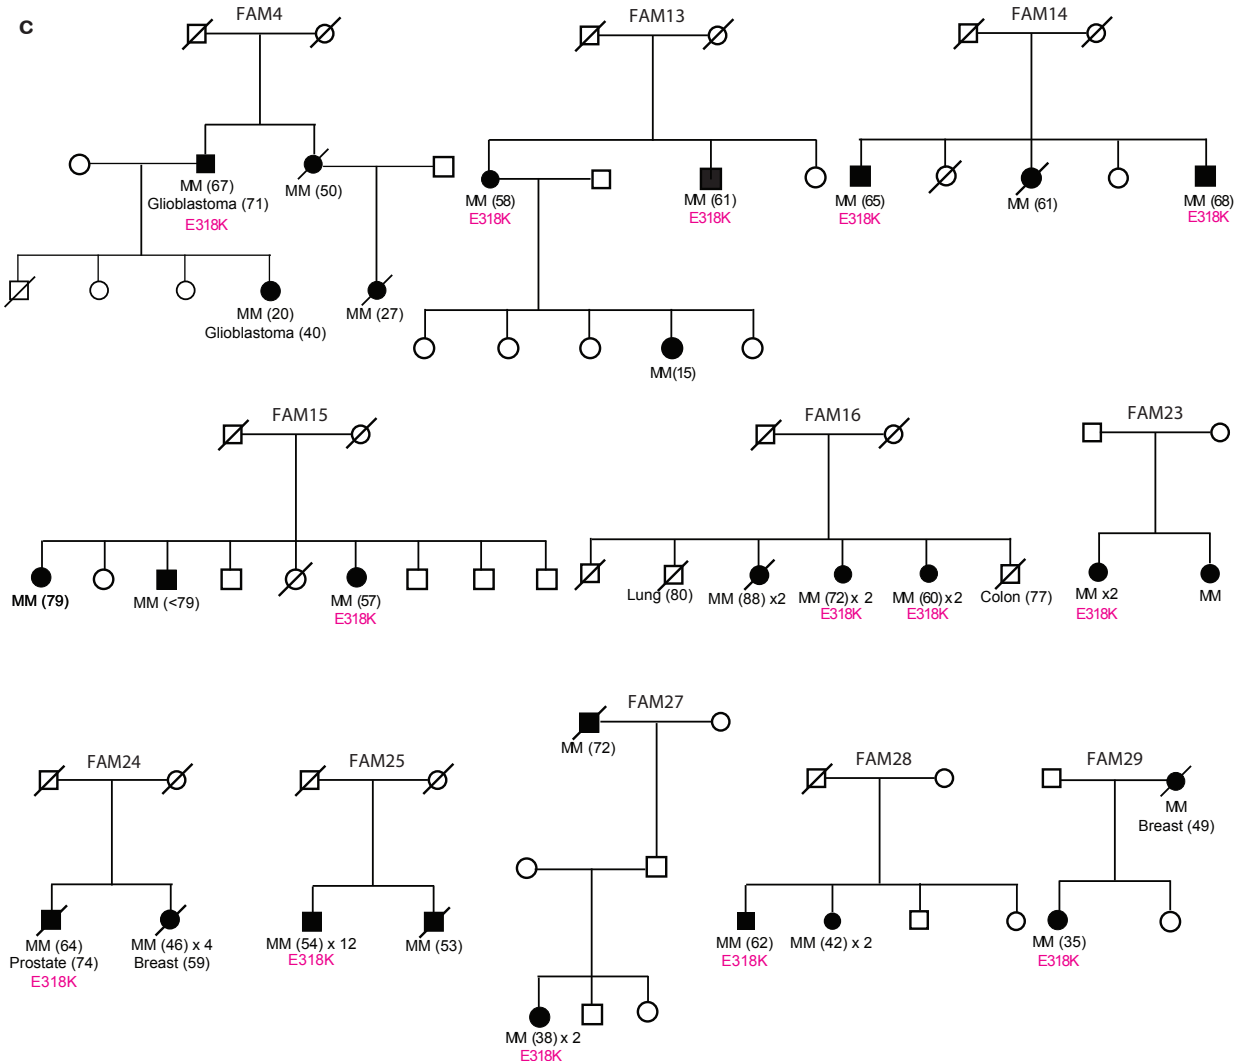 c
FAM4
FAM13
FAM14
MM (67)
Glioblastoma (71)
E318K
MM (50)
MM (58)
E318K
MM (61)
E318K
MM (65)
E318K
MM (61)
MM (68)
E318K
MM (20)
Glioblastoma (40)
MM (27)
MM(15)
FAM15
FAM16
FAM23
MM (79)
MM (<79)
MM (57)
E318K
Lung (80)
MM (88) x2
MM (72) x 2
E318K
MM (60) x 2
E318K
Colon (77)
MM x2
E318K
MM
FAM24
FAM25
FAM27
FAM28
FAM29
MM (72)
MM
Breast (49)
MM (64)
Prostate (74)
E318K
MM (46) x 4
Breast (59)
MM (54) x 12
E318K
MM (53)
MM (38) x 2
E318K
MM (62)
E318K
MM (42) x 2
MM (35)
E318K